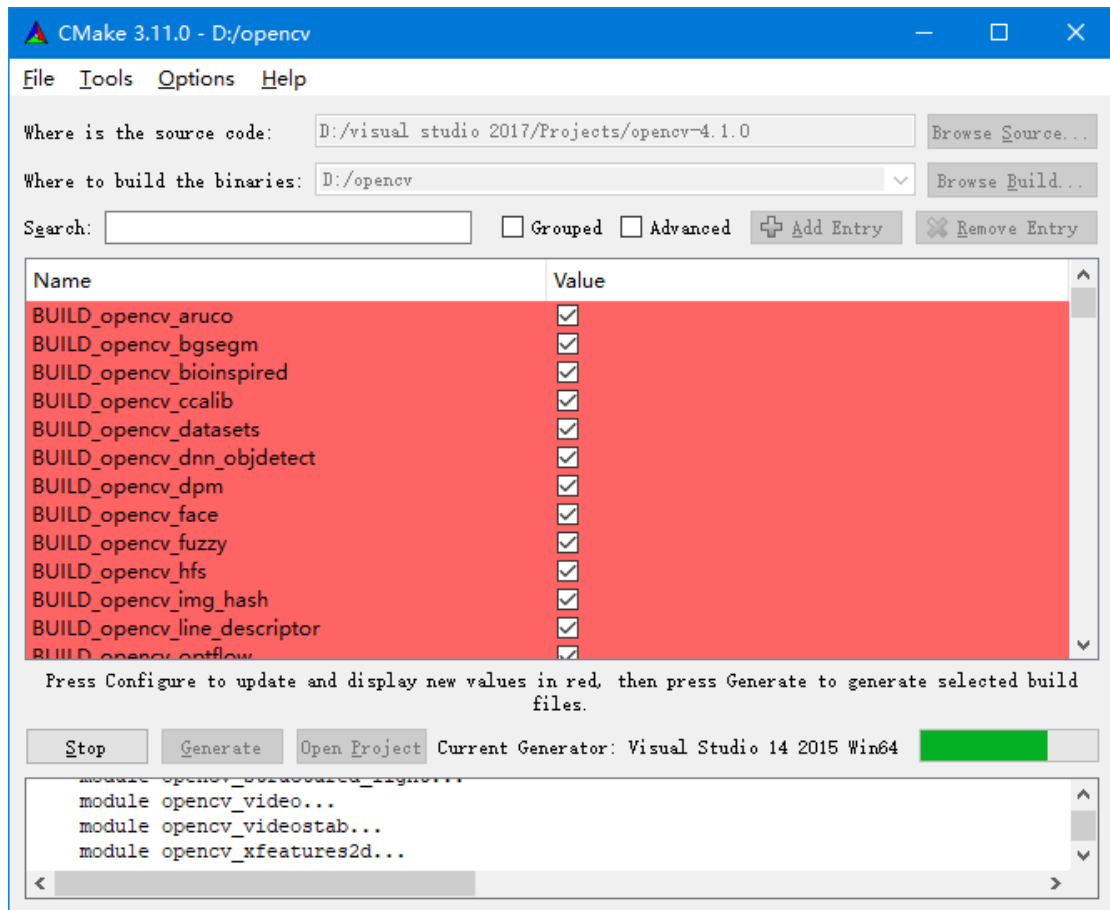 CMake 3.11.0 - D:/opencv
File Tools Options Help
Where is the source code: D:/visual studio 2017/Projects/opencv-4.1.0 Browse Source...
Where to build the binaries: D:/opencv Browse Build...
Search: Grouped Advanced Add Entry Remove Entry
Name Value
BUILD_opencv_aruco
BUILD_opencv_bgsegm
BUILD_opencv_bioinspired
BUILD_opencv_ccalib
BUILD_opencv_datasets
BUILD_opencv_dnn_objdetect
BUILD_opencv_dpm
BUILD_opencv_face
BUILD_opencv_fuzzy
BUILD_opencv_hfs
BUILD_opencv_img_hash
BUILD_opencv_line_descriptor
BUILD_opencv_optflow
Press Configure to update and display new values in red, then press Generate to generate selected build
files.
Stop Generate Open Project Current Generator: Visual Studio 14 2015 Win64
module opencv_structured_light...
module opencv_video...
module opencv_videostab...
module opencv_xfeatures2d...